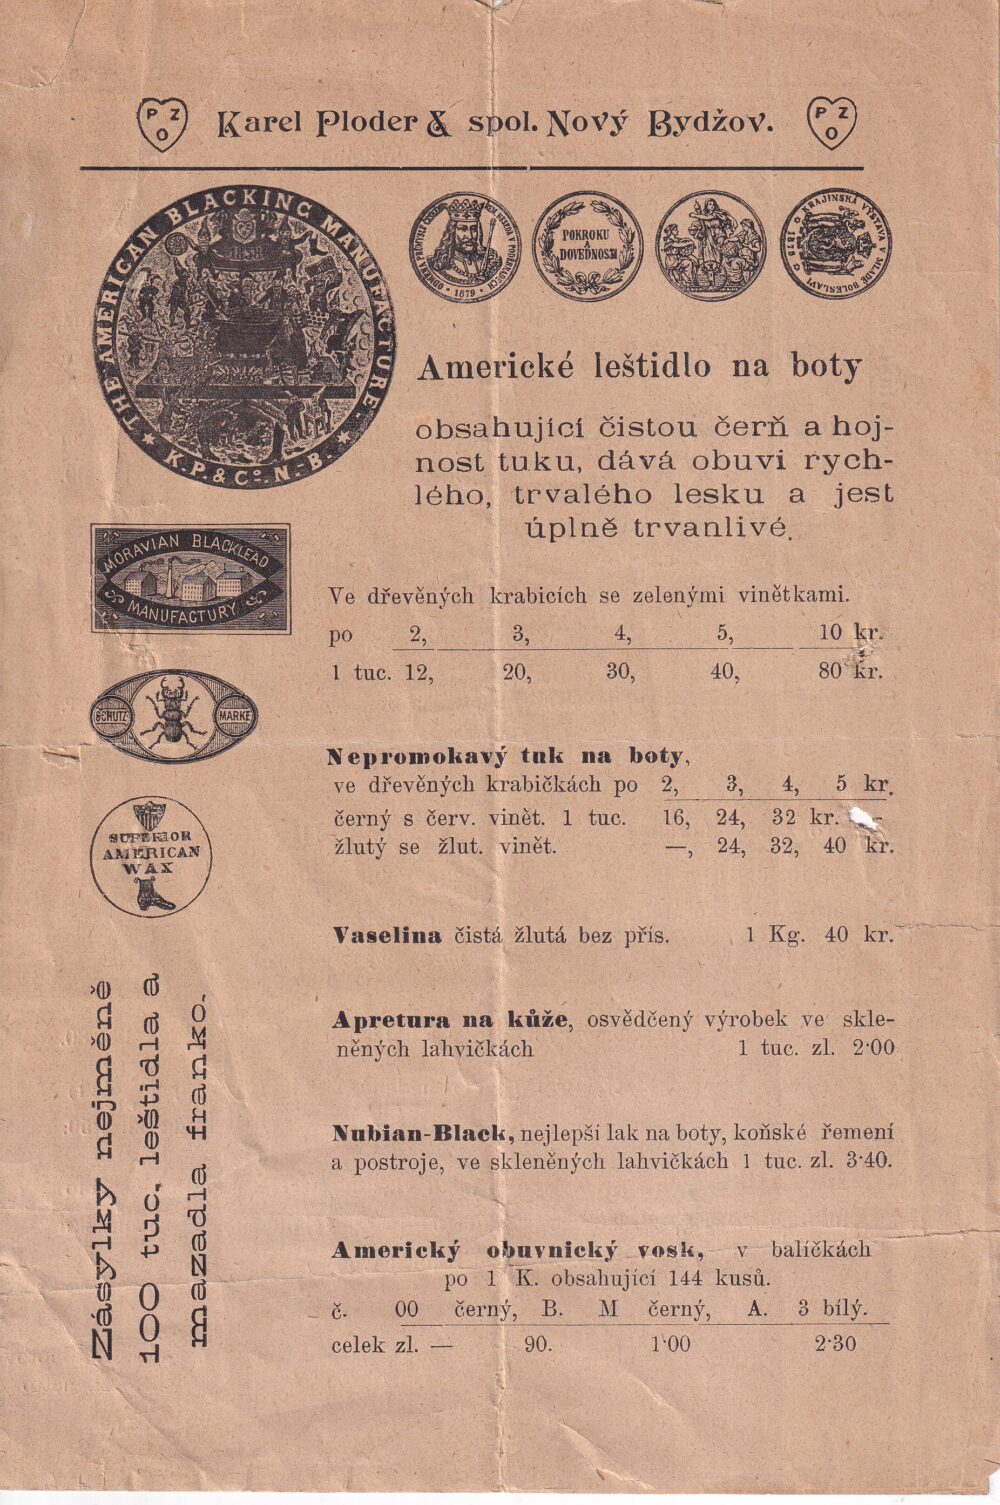 P Z O
Karel Ploder & spol. Nový Bydžov.
P Z O
THE AMERICAN BLACKING MANUFACTURE.
1838
★ K.P. & Co. N.-B. ★
1879
POKROKU
A
DOVEDNOSTI
KRAJINSKÁ VÝSTAVA V MLADÉ BOLESLAVI
Americké leštidlo na boty
obsahující čistou čerň a hoj-
nost tuku, dává obuvi rych-
lého, trvalého lesku a jest
úplně trvanlivé.
MORAVIAN BLACKLEAD
MANUFACTURY
Ve dřevěných krabicích se zelenými vinětkami.
po 2, 3, 4, 5, 10 kr.
1 tuc. 12, 20, 30, 40, 80 kr.
SCHUTZ MARKE
Nepromokavý tuk na boty,
ve dřevěných krabičkách po 2, 3, 4, 5 kr.
černý s červ. vinět. 1 tuc. 16, 24, 32 kr. —
žlutý se žlut. vinět. —, 24, 32, 40 kr.
SUPERIOR
AMERICAN
WAX
Vaselina čistá žlutá bez přís. 1 Kg. 40 kr.
Apretura na kůže, osvědčený výrobek ve skle-
něných lahvičkách 1 tuc. zl. 2·00
Nubian-Black, nejlepší lak na boty, koňské řemení
a postroje, ve skleněných lahvičkách 1 tuc. zl. 3·40.
Americký obuvnický vosk, v balíčkách
po 1 K. obsahující 144 kusů.
č. 00 černý, B. M černý, A. 3 bílý.
celek zl. — 90. 1·00 2·30
Zásylky nejměně
100 tuc. leštidla a
mazadla franko.